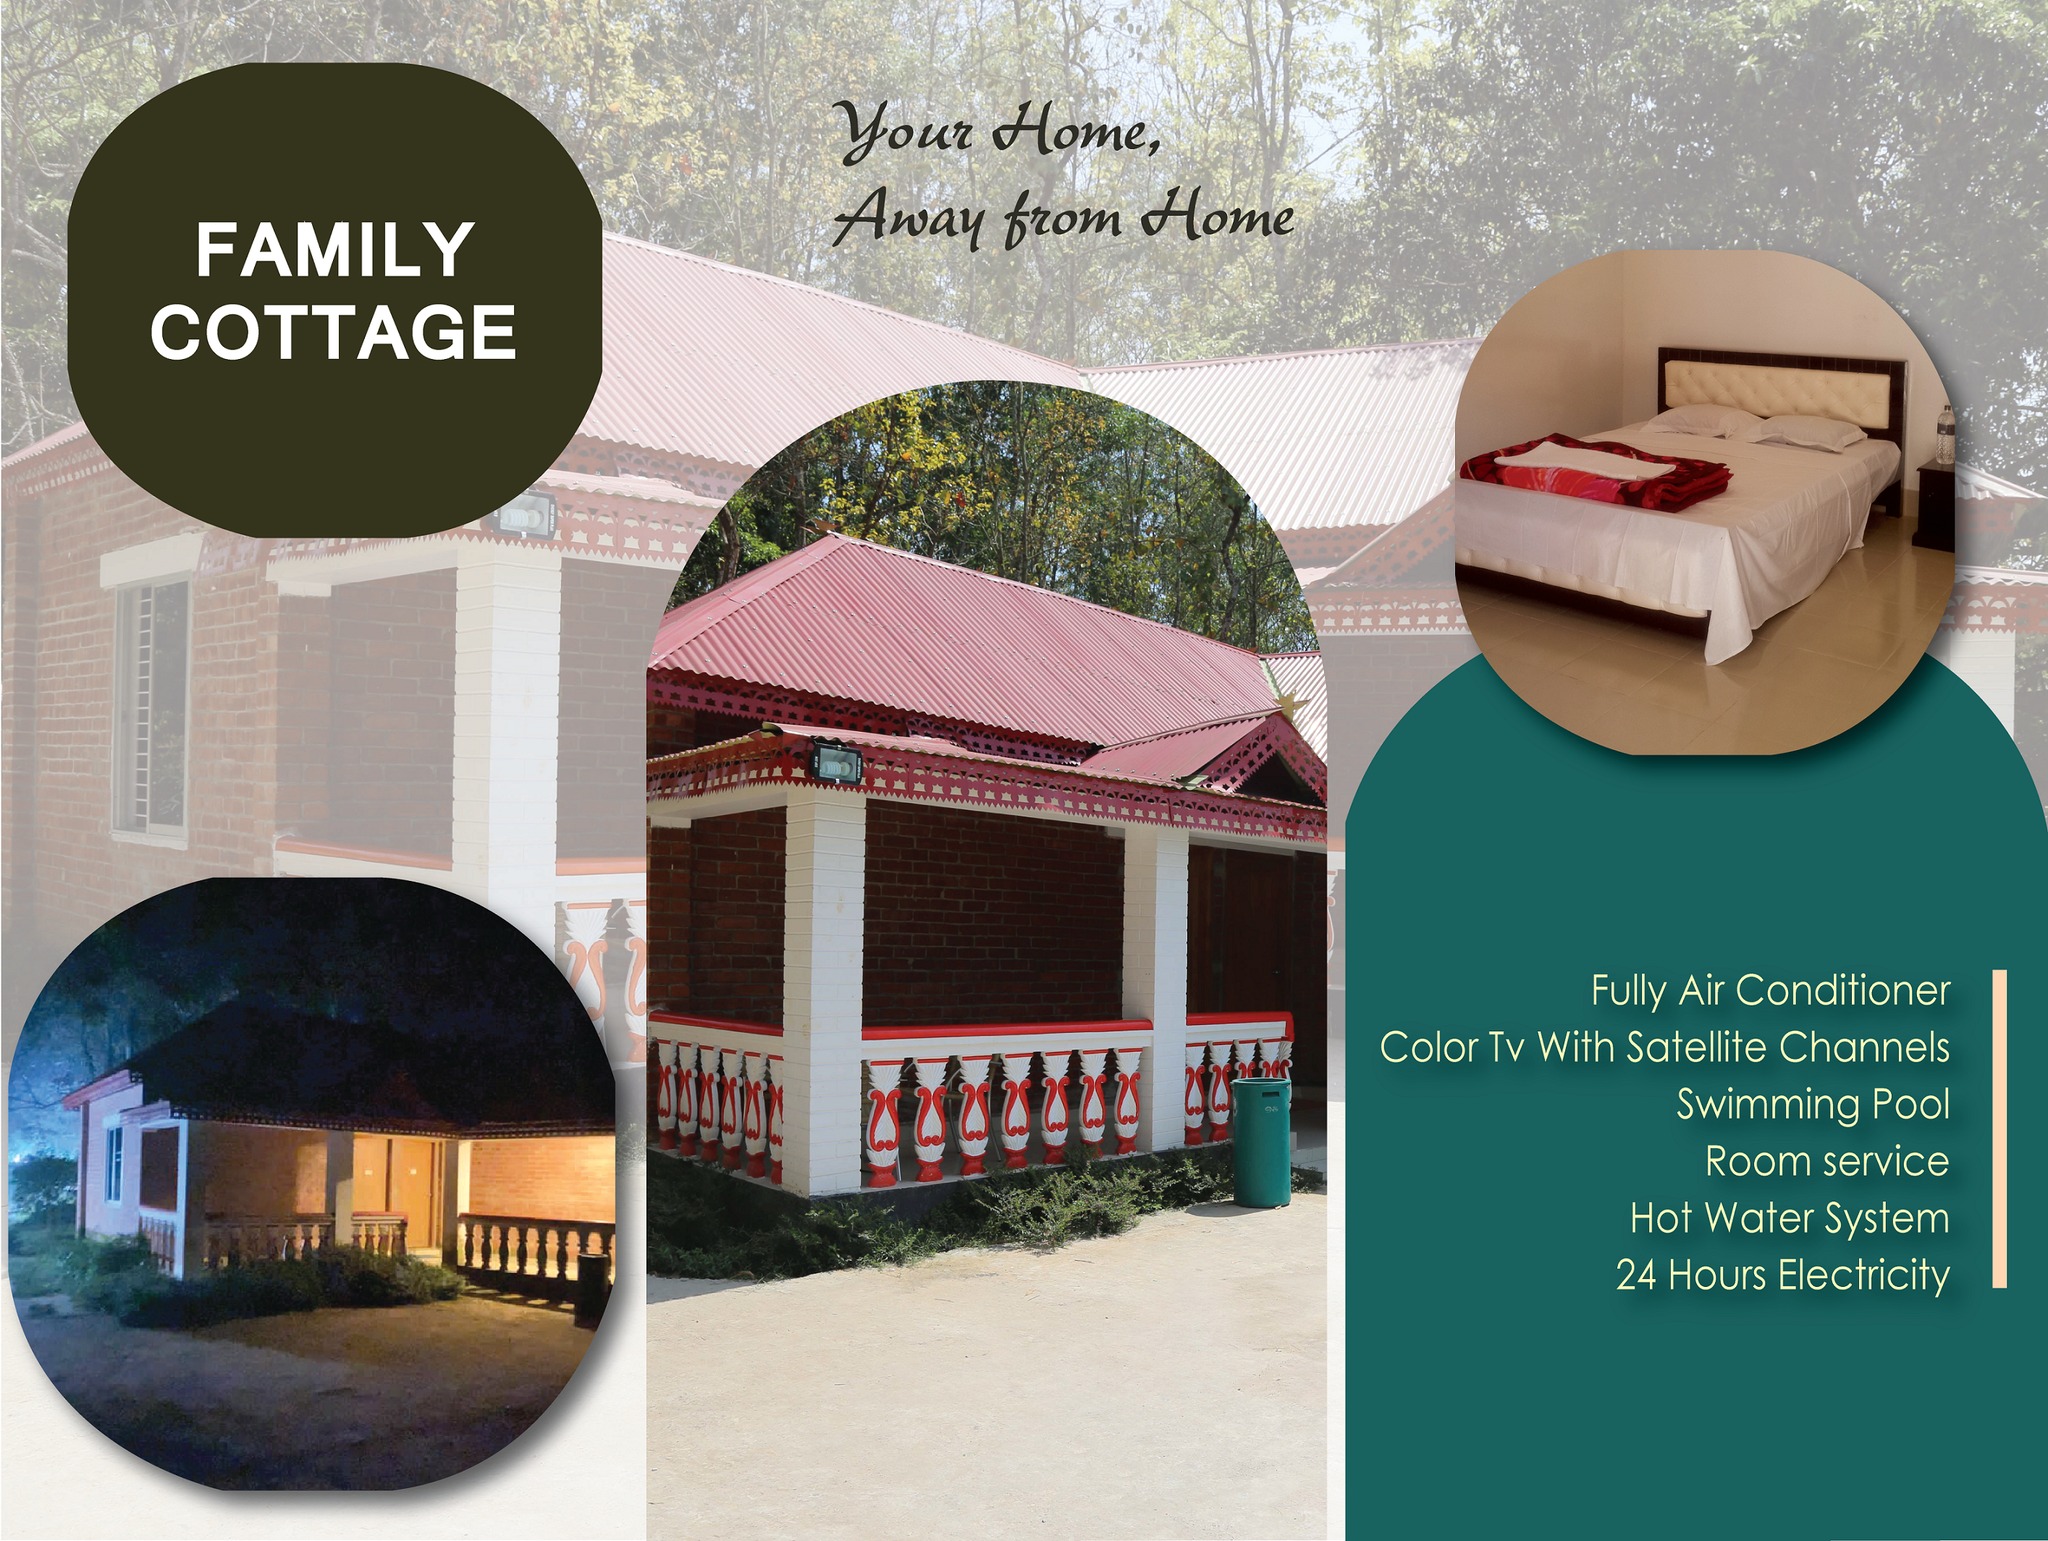 FAMILY
COTTAGE
Your Home,
Away from Home
Fully Air Conditioner
Color Tv With Satellite Channels
Swimming Pool
Room service
Hot Water System
24 Hours Electricity